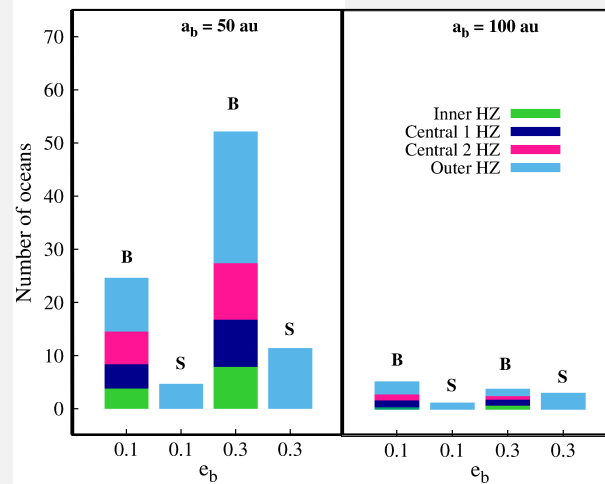 a_b = 50 au
a_b = 100 au
Number of oceans
70
60
50
40
30
20
10
0
B
S
B
S
B
S
B
S
Inner HZ
Central 1 HZ
Central 2 HZ
Outer HZ
0.1 0.1 0.3 0.3
0.1 0.1 0.3 0.3
e_b
e_b